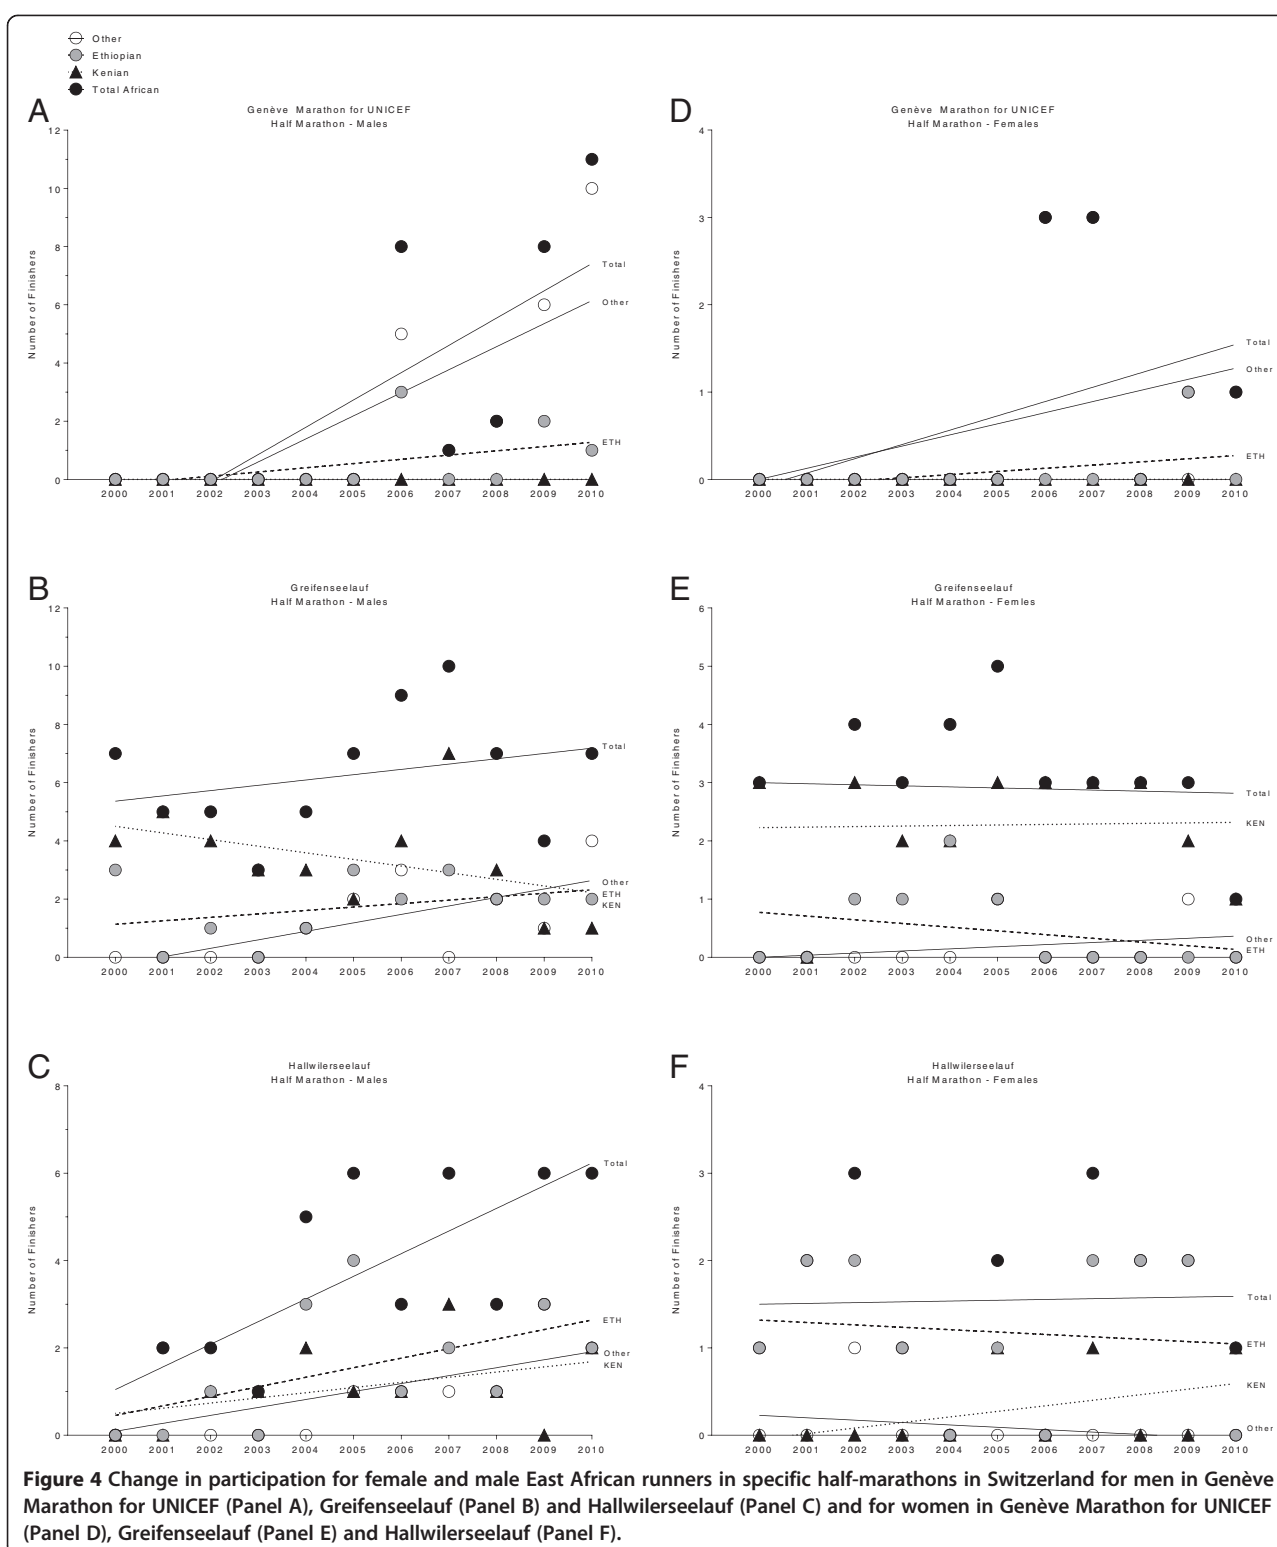 Other
Ethiopian
Kenian
Total African
A
Genève Marathon for UNICEF
Half Marathon - Males
12
10
8
6
4
2
0
Number of Finishers
Total
Other
ETH
2000 2001 2002 2003 2004 2005 2006 2007 2008 2009 2010
D
Genève Marathon for UNICEF
Half Marathon - Females
4
3
2
1
0
Number of Finishers
Total
Other
ETH
2000 2001 2002 2003 2004 2005 2006 2007 2008 2009 2010
B
Greifenseelauf
Half Marathon - Males
12
10
8
6
4
2
0
Number of Finishers
Total
Other
ETH
KEN
2000 2001 2002 2003 2004 2005 2006 2007 2008 2009 2010
E
Greifenseelauf
Half Marathon - Femles
6
5
4
3
2
1
0
Number of Finishers
Total
KEN
Other
ETH
2000 2001 2002 2003 2004 2005 2006 2007 2008 2009 2010
C
Hallwilerseelauf
Half Marathon - Males
8
6
4
2
0
Number of Finishers
Total
ETH
Other
KEN
2000 2001 2002 2003 2004 2005 2006 2007 2008 2009 2010
F
Hallwilerseelauf
Half Marathon - Females
4
3
2
1
0
Number of Finishers
Total
ETH
KEN
Other
2000 2001 2002 2003 2004 2005 2006 2007 2008 2009 2010
Figure 4 Change in participation for female and male East African runners in specific half-marathons in Switzerland for men in Genève
Marathon for UNICEF (Panel A), Greifenseelauf (Panel B) and Hallwilerseelauf (Panel C) and for women in Genève Marathon for UNICEF
(Panel D), Greifenseelauf (Panel E) and Hallwilerseelauf (Panel F).